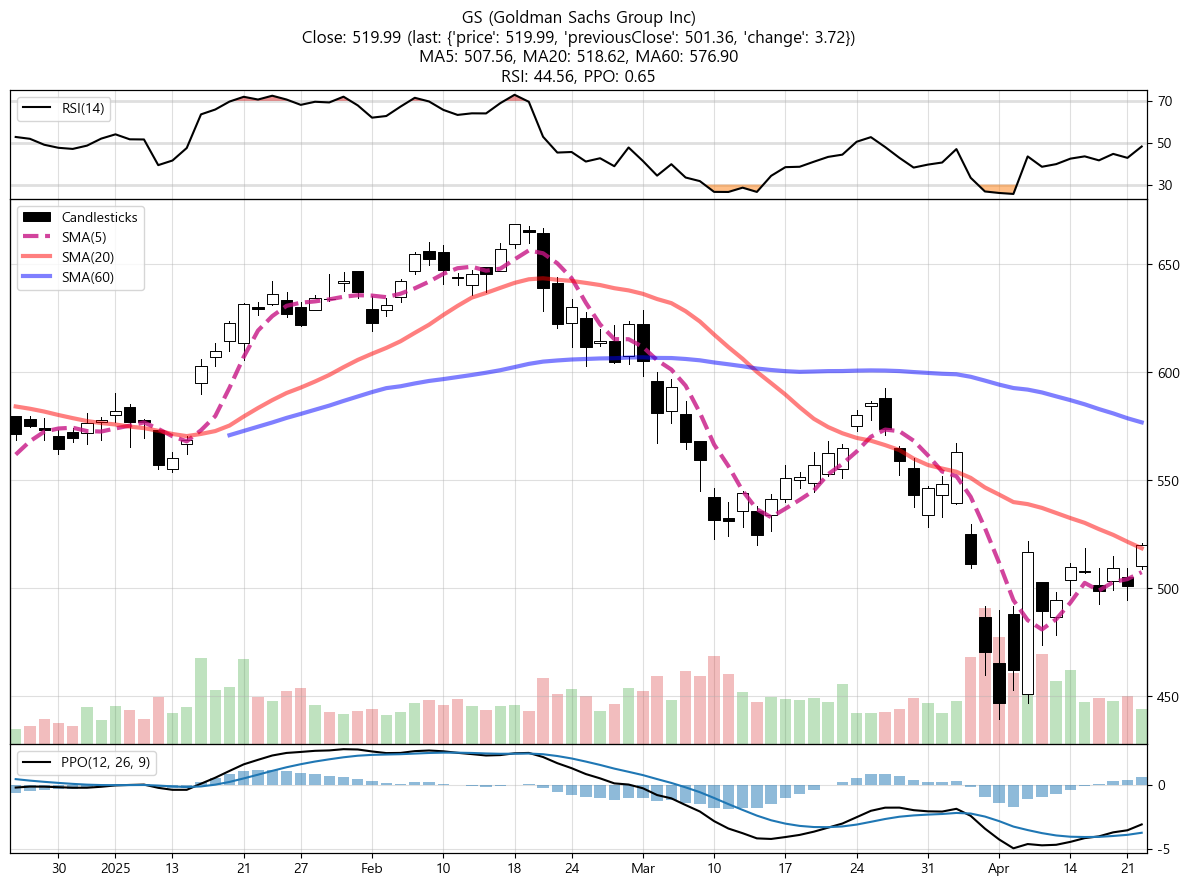 GS (Goldman Sachs Group Inc)
Close: 519.99 (last: {'price': 519.99, 'previousClose': 501.36, 'change': 3.72})
MA5: 507.56, MA20: 518.62, MA60: 576.90
RSI: 44.56, PPO: 0.65
RSI(14)
70
50
30
Candlesticks
SMA(5)
SMA(20)
SMA(60)
650
600
550
500
450
PPO(12, 26, 9)
0
-5
30 2025 13 21 27 Feb 10 18 24 Mar 10 17 24 31 Apr 14 21